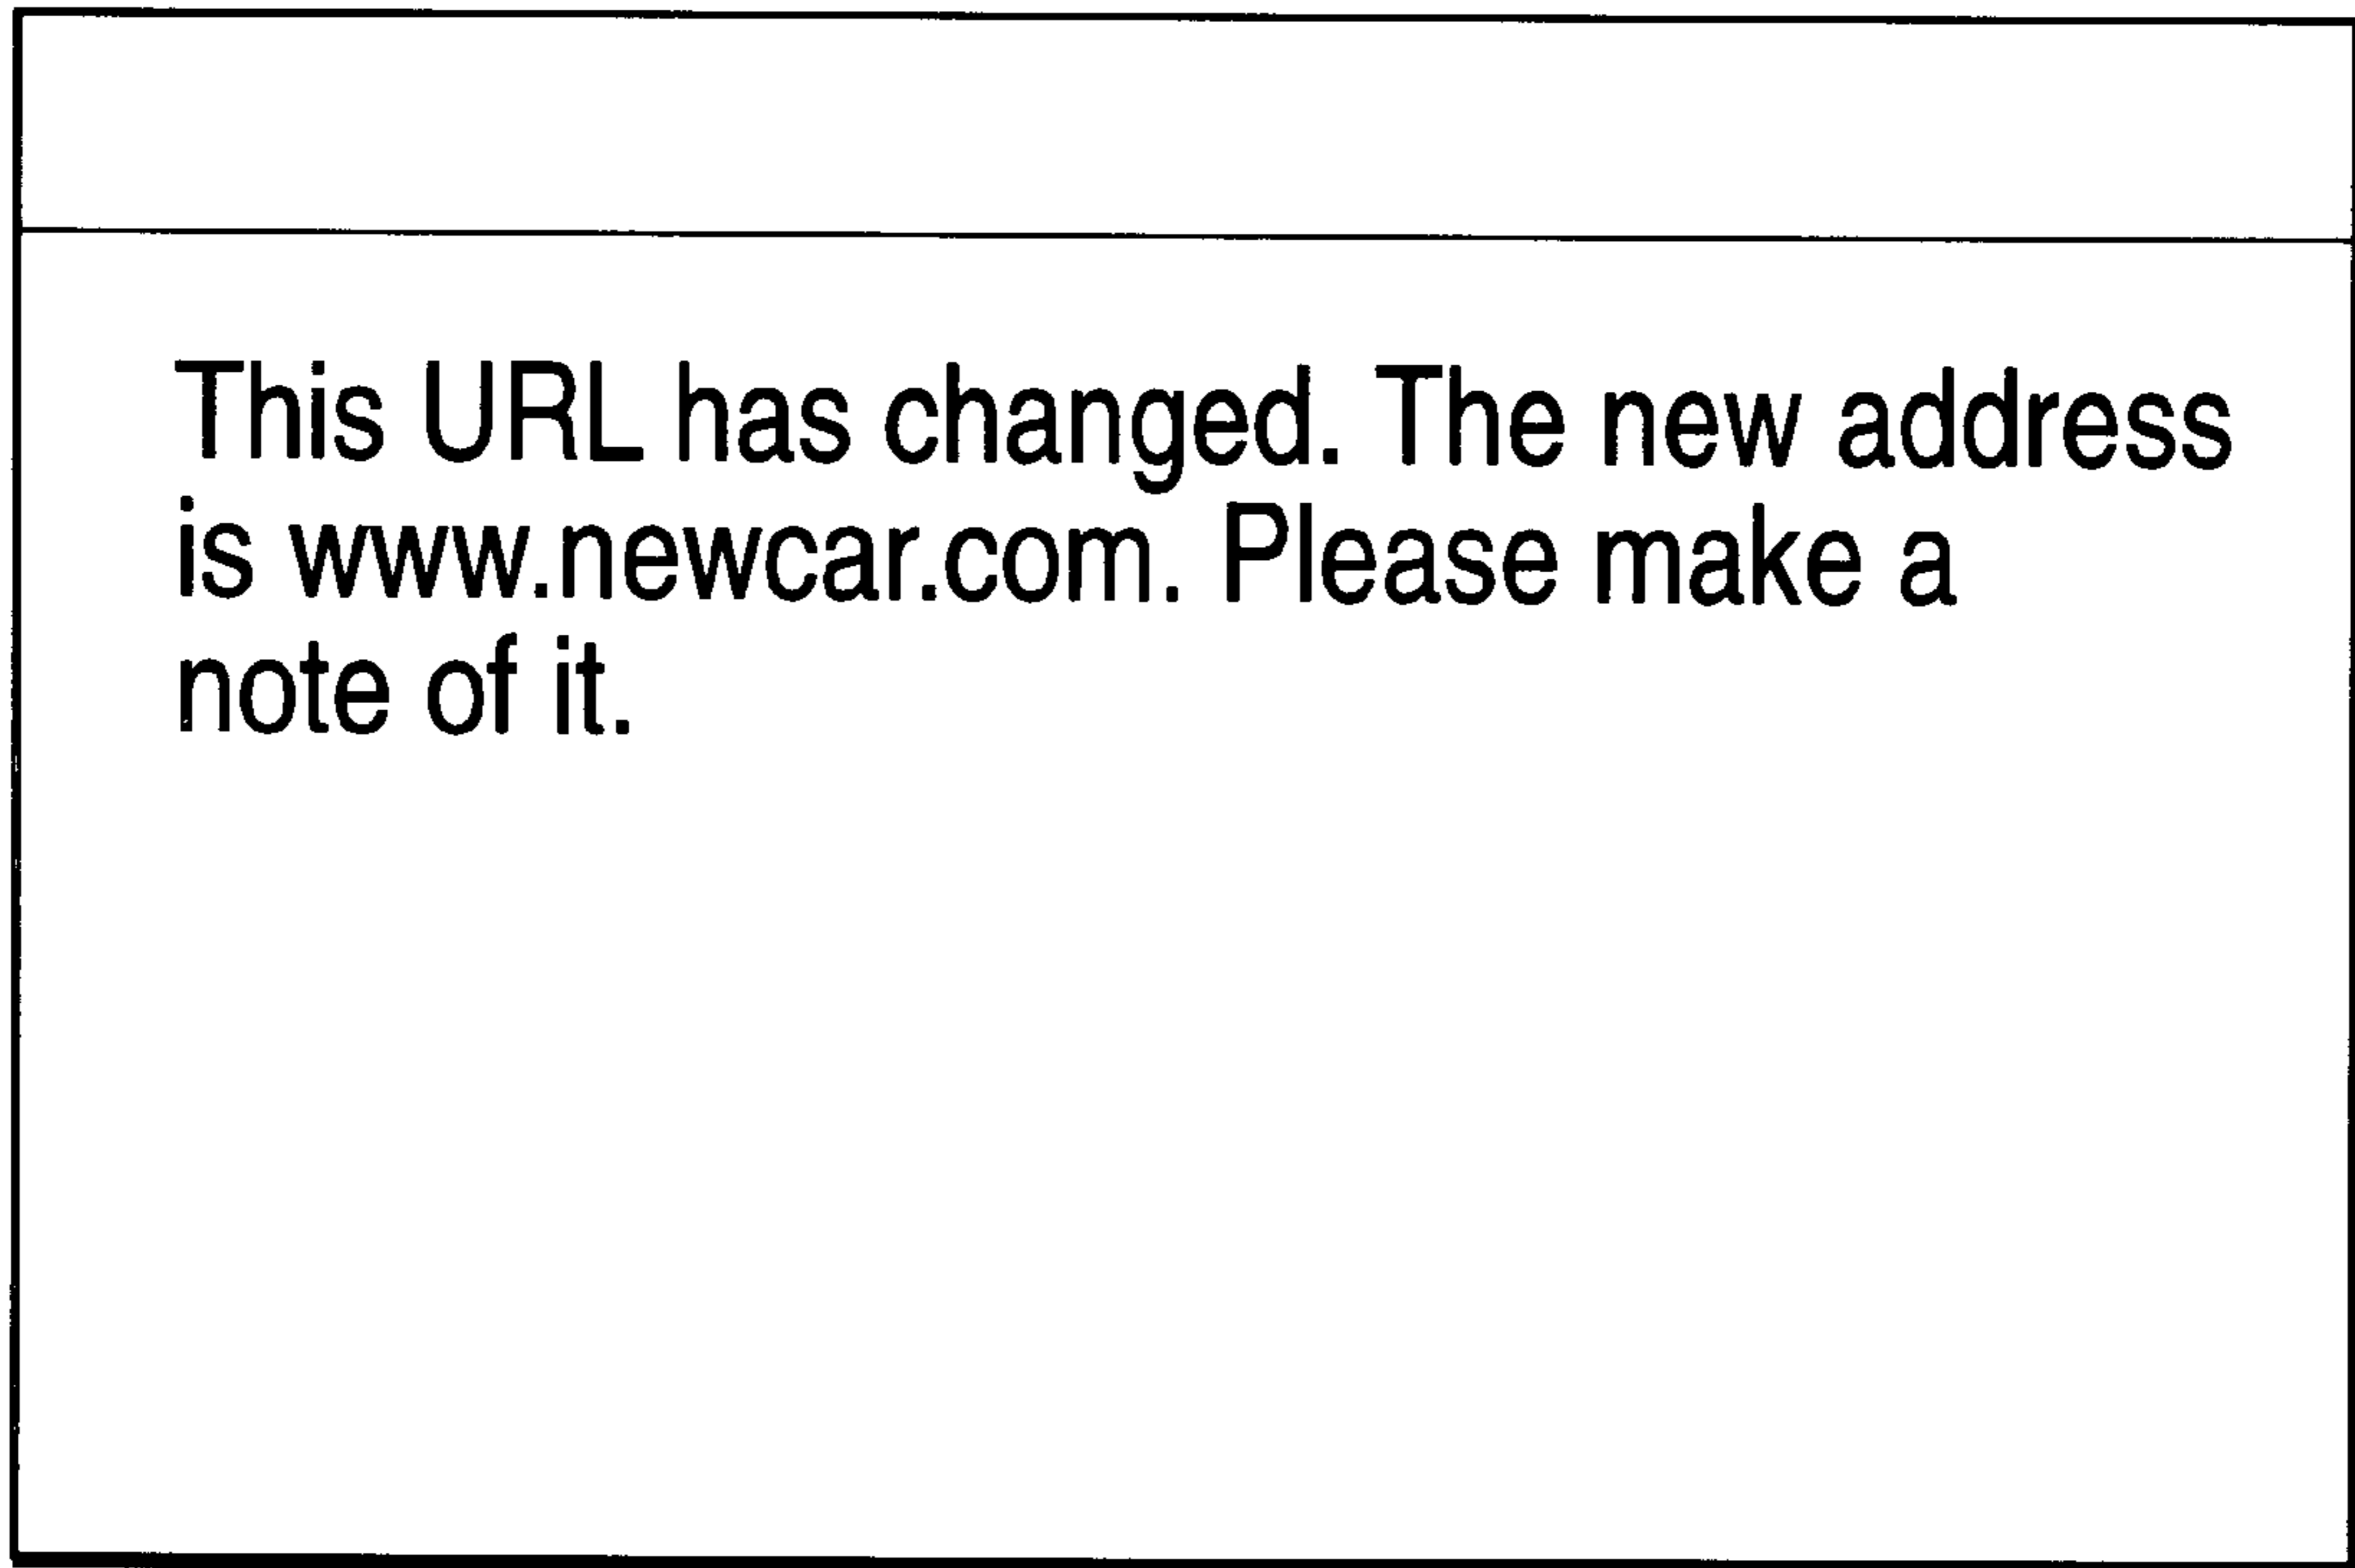 This URL has changed. The new address
is www.newcar.com. Please make a
note of it.